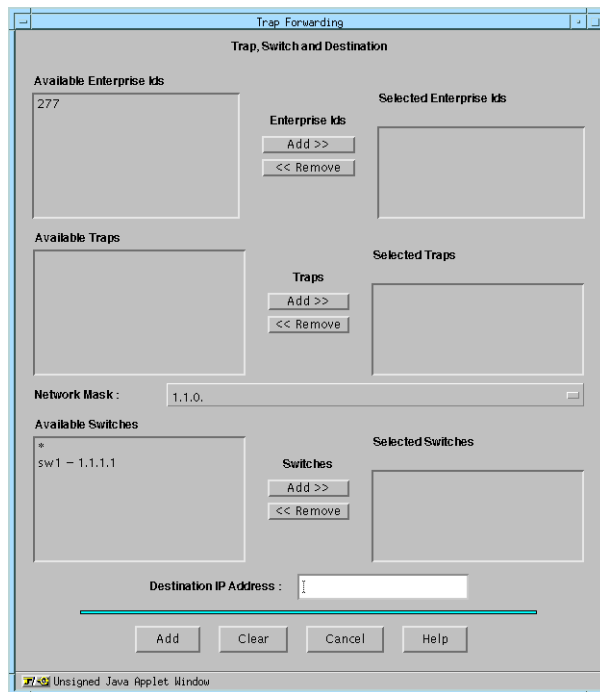 Trap Forwarding
Trap, Switch and Destination
Available Enterprise Ids
277
Enterprise Ids
Add >>
<< Remove
Selected Enterprise Ids
Available Traps
Traps
Add >>
<< Remove
Selected Traps
Network Mask :
1.1.0.
Available Switches
*
sw1 – 1.1.1.1
Switches
Add >>
<< Remove
Selected Switches
Destination IP Address :
Add
Clear
Cancel
Help
Unsigned Java Applet Window